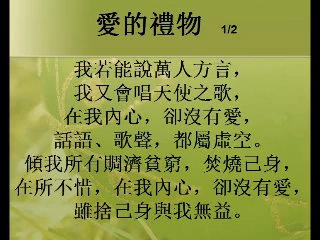 愛的禮物 1/2
我若能說萬人方言，
我又會唱天使之歌，
在我內心，卻沒有愛，
話語、歌聲，都屬虛空。
傾我所有賙濟貧窮，焚燒己身，
在所不惜，在我內心，卻沒有愛，
雖捨己身與我無益。